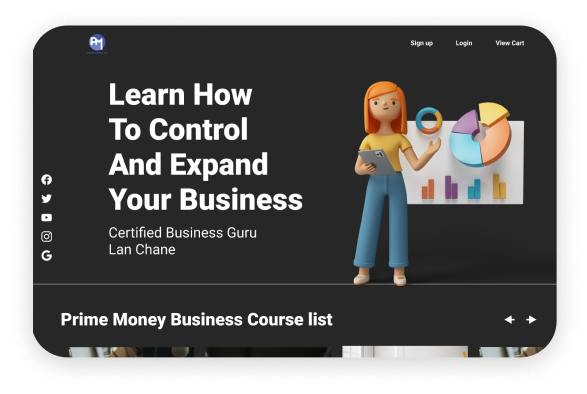 Sign up
Login
View Cart
Learn How
To Control
And Expand
Your Business
Certified Business Guru
Lan Chane
Prime Money Business Course list